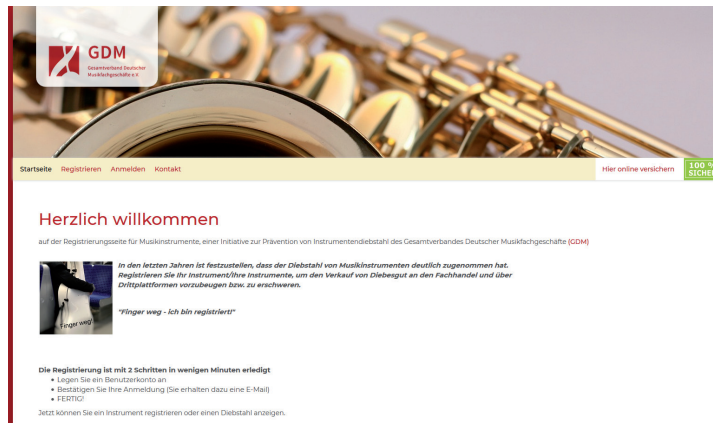 GDM
Gesamtverband Deutscher
Musikfachgeschäfte e.V.
Startseite Registrieren Anmelden Kontakt
Hier online versichern
100 %
SICHER
Herzlich willkommen
auf der Registrierungsseite für Musikinstrumente, einer Initiative zur Prävention von Instrumentendiebstahl des Gesamtverbandes Deutscher Musikfachgeschäfte (GDM)
In den letzten Jahren ist festzustellen, dass der Diebstahl von Musikinstrumenten deutlich zugenommen hat.
Registrieren Sie Ihr Instrument/Ihre Instrumente, um den Verkauf von Diebesgut an den Fachhandel und über
Drittplattformen vorzubeugen bzw. zu erschweren.
"Finger weg - ich bin registriert!"
Finger weg!
Die Registrierung ist mit 2 Schritten in wenigen Minuten erledigt
• Legen Sie ein Benutzerkonto an
• Bestätigen Sie Ihre Anmeldung (Sie erhalten dazu eine E-Mail)
• FERTIG!
Jetzt können Sie ein Instrument registrieren oder einen Diebstahl anzeigen.